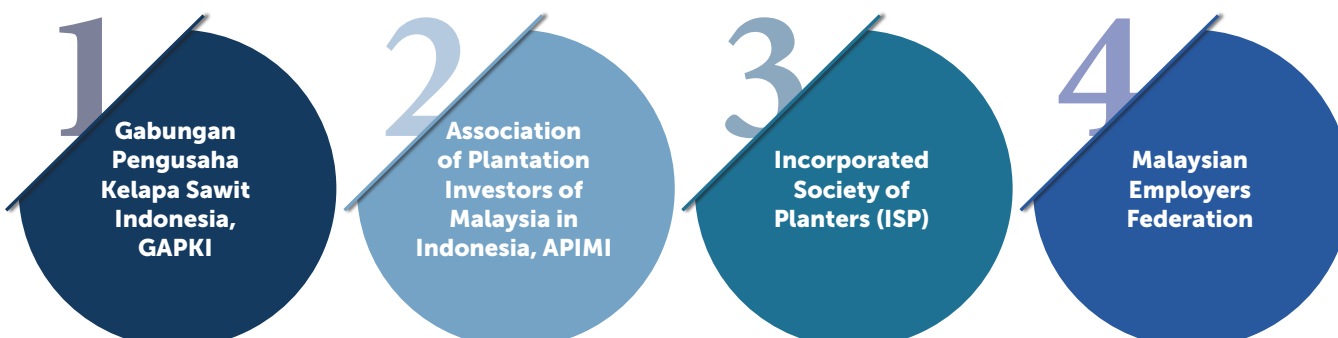 1
Gabungan
Pengusaha
Kelapa Sawit
Indonesia,
GAPKI
2
Association
of Plantation
Investors of
Malaysia in
Indonesia, APIMI
3
Incorporated
Society of
Planters (ISP)
4
Malaysian
Employers
Federation